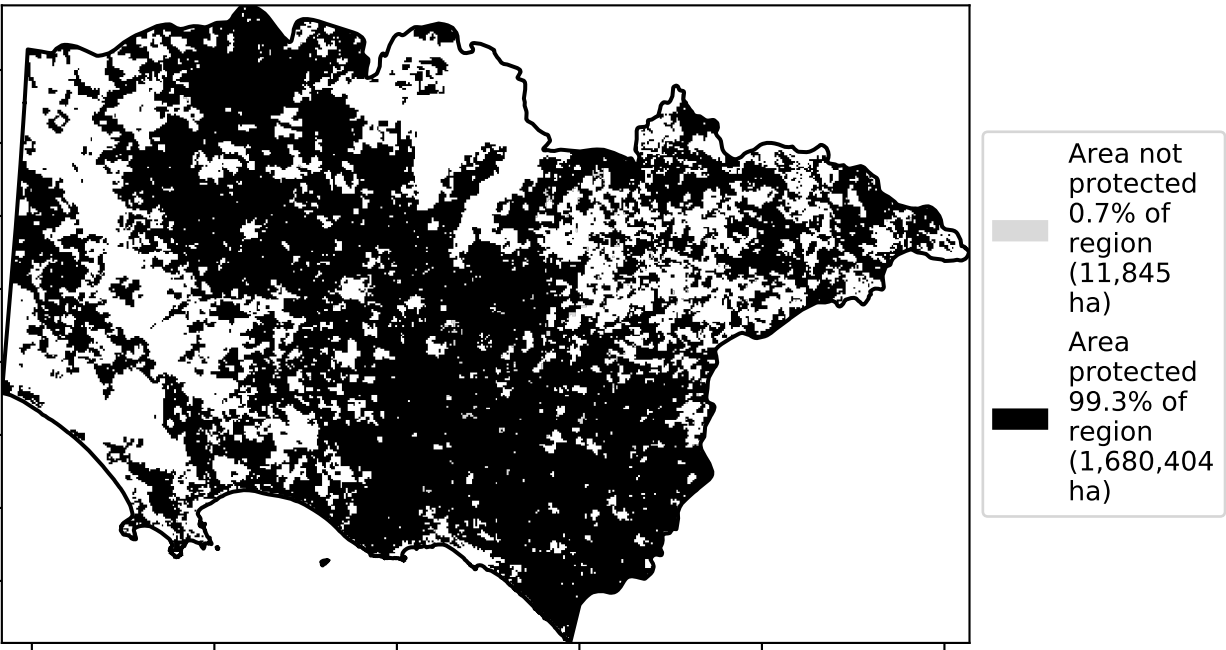 Area not
protected
0.7% of
region
(11,845
ha)
Area
protected
99.3% of
region
(1,680,404
ha)